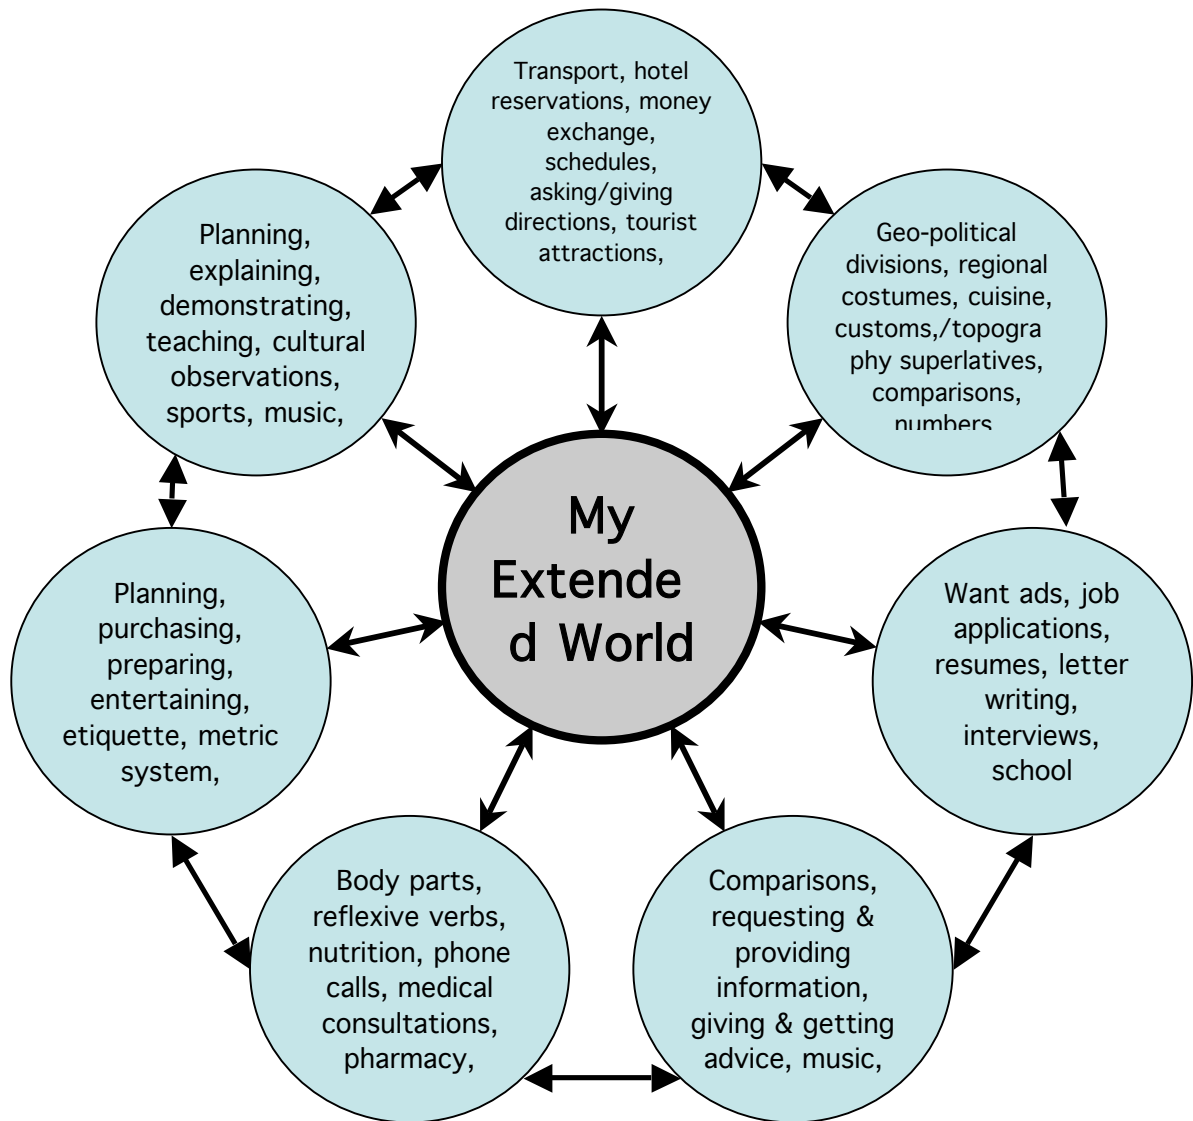 Transport, hotel
reservations, money
exchange,
schedules,
asking/giving
directions, tourist
attractions,
Geo-political
divisions, regional
costumes, cuisine,
customs,/topogra
phy superlatives,
comparisons,
numbers
Want ads, job
applications,
resumes, letter
writing,
interviews,
school
Comparisons,
requesting &
providing
information,
giving & getting
advice, music,
Body parts,
reflexive verbs,
nutrition, phone
calls, medical
consultations,
pharmacy,
Planning,
purchasing,
preparing,
entertaining,
etiquette, metric
system,
Planning,
explaining,
demonstrating,
teaching, cultural
observations,
sports, music,
My
Extende
d World